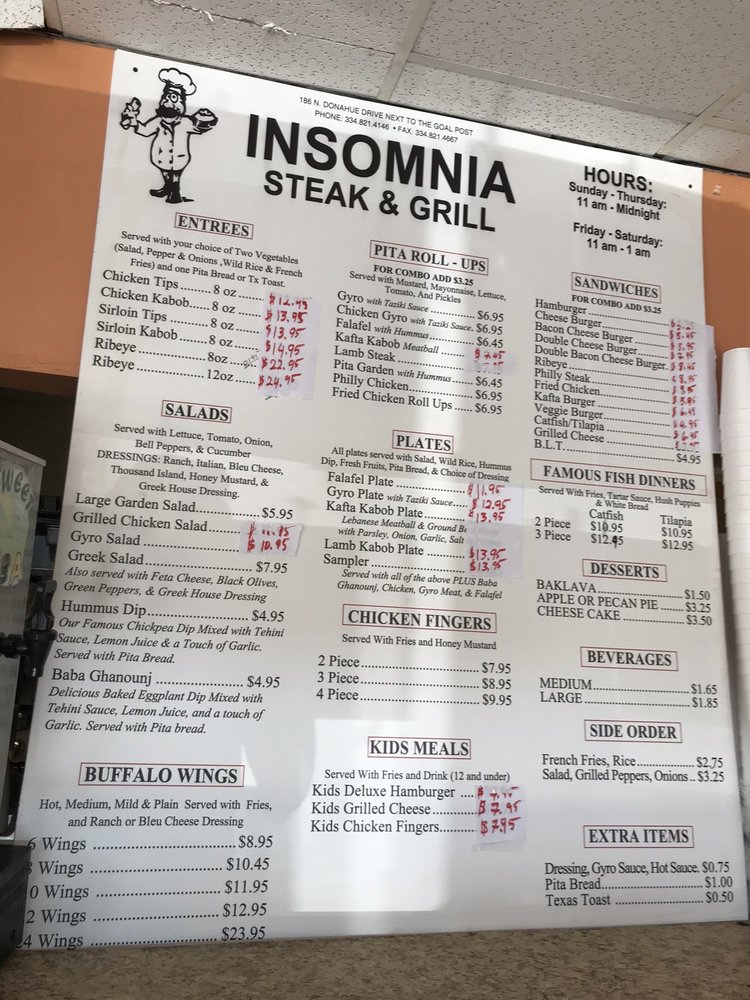 186 N. DONAHUE DRIVE NEXT TO THE GOAL POST
PHONE: 334.821.4146 • FAX: 334.821.4667
INSOMNIA
STEAK & GRILL
HOURS:
Sunday - Thursday:
11 am - Midnight
Friday - Saturday:
11 am - 1 am
ENTREES
Served with your choice of Two Vegetables
(Salad, Pepper & Onions ,Wild Rice & French
Fries) and one Pita Bread or Tx Toast.
Chicken Tips........ 8 oz ........ $12.95
Chicken Kabob...... 8 oz ........ $13.95
Sirloin Tips .......... 8 oz ........ $13.95
Sirloin Kabob........ 8 oz ........ $14.95
Ribeye.................. 8oz ........ $22.95
Ribeye.................. 12oz ...... $24.95
SALADS
Served with Lettuce, Tomato, Onion,
Bell Peppers, & Cucumber
DRESSINGS: Ranch, Italian, Bleu Cheese,
Thousand Island, Honey Mustard, &
Greek House Dressing.
Large Garden Salad.................. $5.95
Grilled Chicken Salad
Gyro Salad ........................ $10.95
Greek Salad........................... $7.95
Also served with Feta Cheese, Black Olives,
Green Peppers, & Greek House Dressing
Hummus Dip........................... $4.95
Our Famous Chickpea Dip Mixed with Tehini
Sauce, Lemon Juice & a Touch of Garlic.
Served with Pita Bread.
Baba Ghanounj ........................ $4.95
Delicious Baked Eggplant Dip Mixed with
Tehini Sauce, Lemon Juice, and a touch of
Garlic. Served with Pita bread.
BUFFALO WINGS
Hot, Medium, Mild & Plain Served with Fries,
and Ranch or Bleu Cheese Dressing
6 Wings .............................. $8.95
8 Wings .............................. $10.45
0 Wings .............................. $11.95
2 Wings .............................. $12.95
24 Wings .............................. $23.95
PITA ROLL - UPS
FOR COMBO ADD $3.25
Served with Mustard, Mayonnaise, Lettuce,
Tomato, And Pickles
Gyro with Taziki Sauce ............ $6.95
Chicken Gyro with Taziki Sauce. $6.95
Falafel with Hummus............... $6.45
Kafta Kabob Meatball ........ $7.45
Lamb Steak ..................
Pita Garden with Hummus ........ $6.45
Philly Chicken..................... $6.95
Fried Chicken Roll Ups ...... $6.95
PLATES
All plates served with Salad, Wild Rice, Hummus
Dip, Fresh Fruits, Pita Bread, & Choice of Dressing
Falafel Plate ..................... $11.95
Gyro Plate with Taziki Sauce...... $12.95
Kafta Kabob Plate ............ $13.95
Lebanese Meatball & Ground
with Parsley, Onion, Garlic, Salt
Lamb Kabob Plate ............ $13.95
Sampler ........................ $13.95
Served with all of the above PLUS Baba
Ghanounj, Chicken, Gyro Meat, & Falafel
CHICKEN FINGERS
Served With Fries and Honey Mustard
2 Piece.............................. $7.95
3 Piece.............................. $8.95
4 Piece.............................. $9.95
KIDS MEALS
Served With Fries and Drink (12 and under)
Kids Deluxe Hamburger ....
Kids Grilled Cheese........ $7.95
Kids Chicken Fingers........ $7.95
SANDWICHES
FOR COMBO ADD $3.25
Hamburger
Cheese Burger
Bacon Cheese Burger
Double Cheese Burger
Double Bacon Cheese Burger.
Ribeye
Philly Steak
Fried Chicken
Kafta Burger
Veggie Burger
Catfish/Tilapia
Grilled Cheese
B.L.T. .............................. $4.95
FAMOUS FISH DINNERS
Served With Fries, Tartar Sauce, Hush Puppies
& White Bread
Catfish Tilapia
2 Piece $10.95 $10.95
3 Piece $12.95 $12.95
DESSERTS
BAKLAVA........................ $1.50
APPLE OR PECAN PIE ...... $3.25
CHEESE CAKE .................. $3.50
BEVERAGES
MEDIUM........................... $1.65
LARGE .............................. $1.85
SIDE ORDER
French Fries, Rice................ $2.75
Salad, Grilled Peppers, Onions .. $3.25
EXTRA ITEMS
Dressing, Gyro Sauce, Hot Sauce. $0.75
Pita Bread........................ $1.00
Texas Toast ..................... $0.50